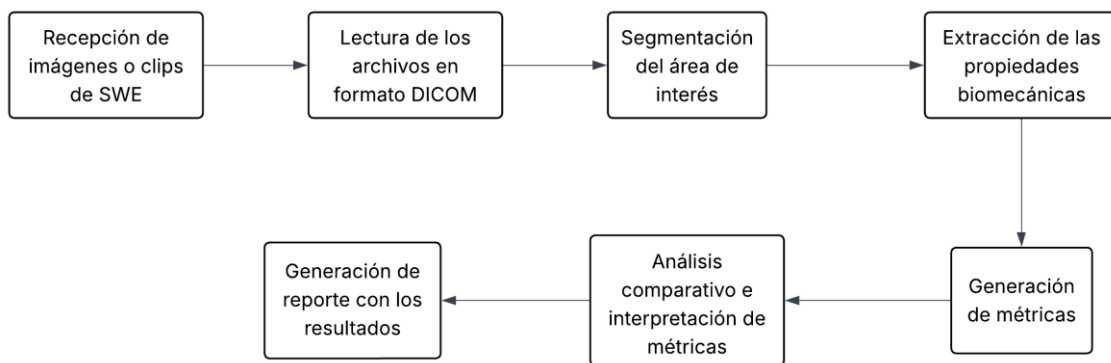 Recepción de
imágenes o clips
de SWE
Lectura de los
archivos en
formato DICOM
Segmentación
del área de
interés
Extracción de las
propiedades
biomecánicas
Generación
de métricas
Análisis
comparativo e
interpretación de
métricas
Generación de
reporte con los
resultados